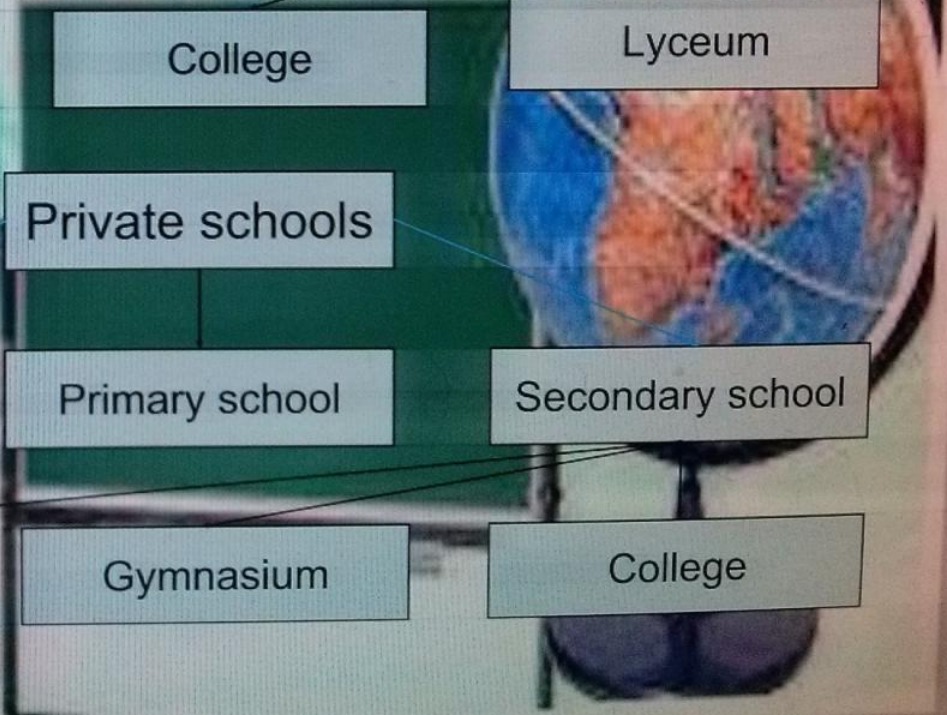 College
Lyceum
Private schools
Primary school
Secondary school
Gymnasium
College